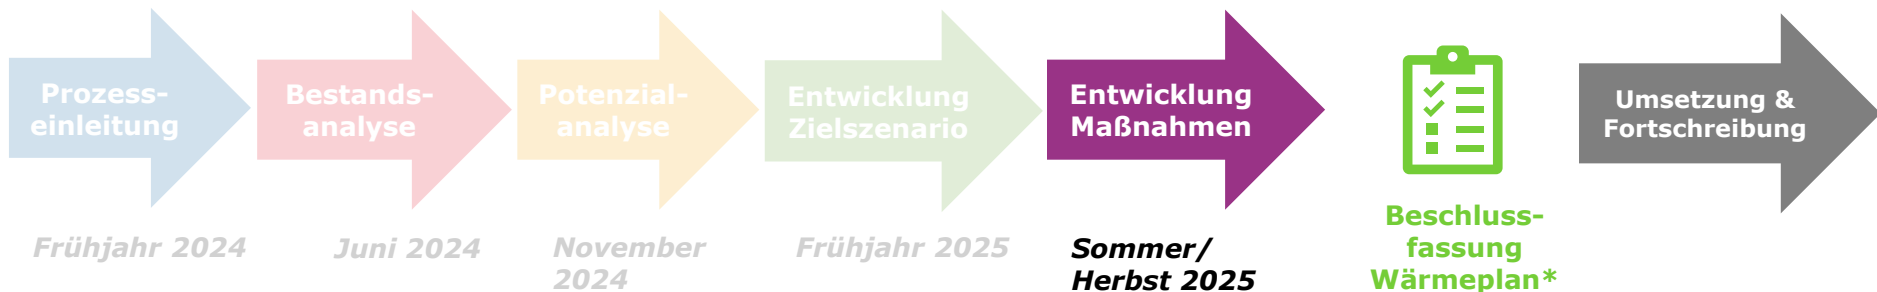 Prozess-
einleitung
Frühjahr 2024
Bestands-
analyse
Juni 2024
Potenzial-
analyse
November
2024
Entwicklung
Zielszenario
Frühjahr 2025
Entwicklung
Maßnahmen
Sommer/
Herbst 2025
Beschluss-
fassung
Wärmeplan*
Umsetzung &
Fortschreibung